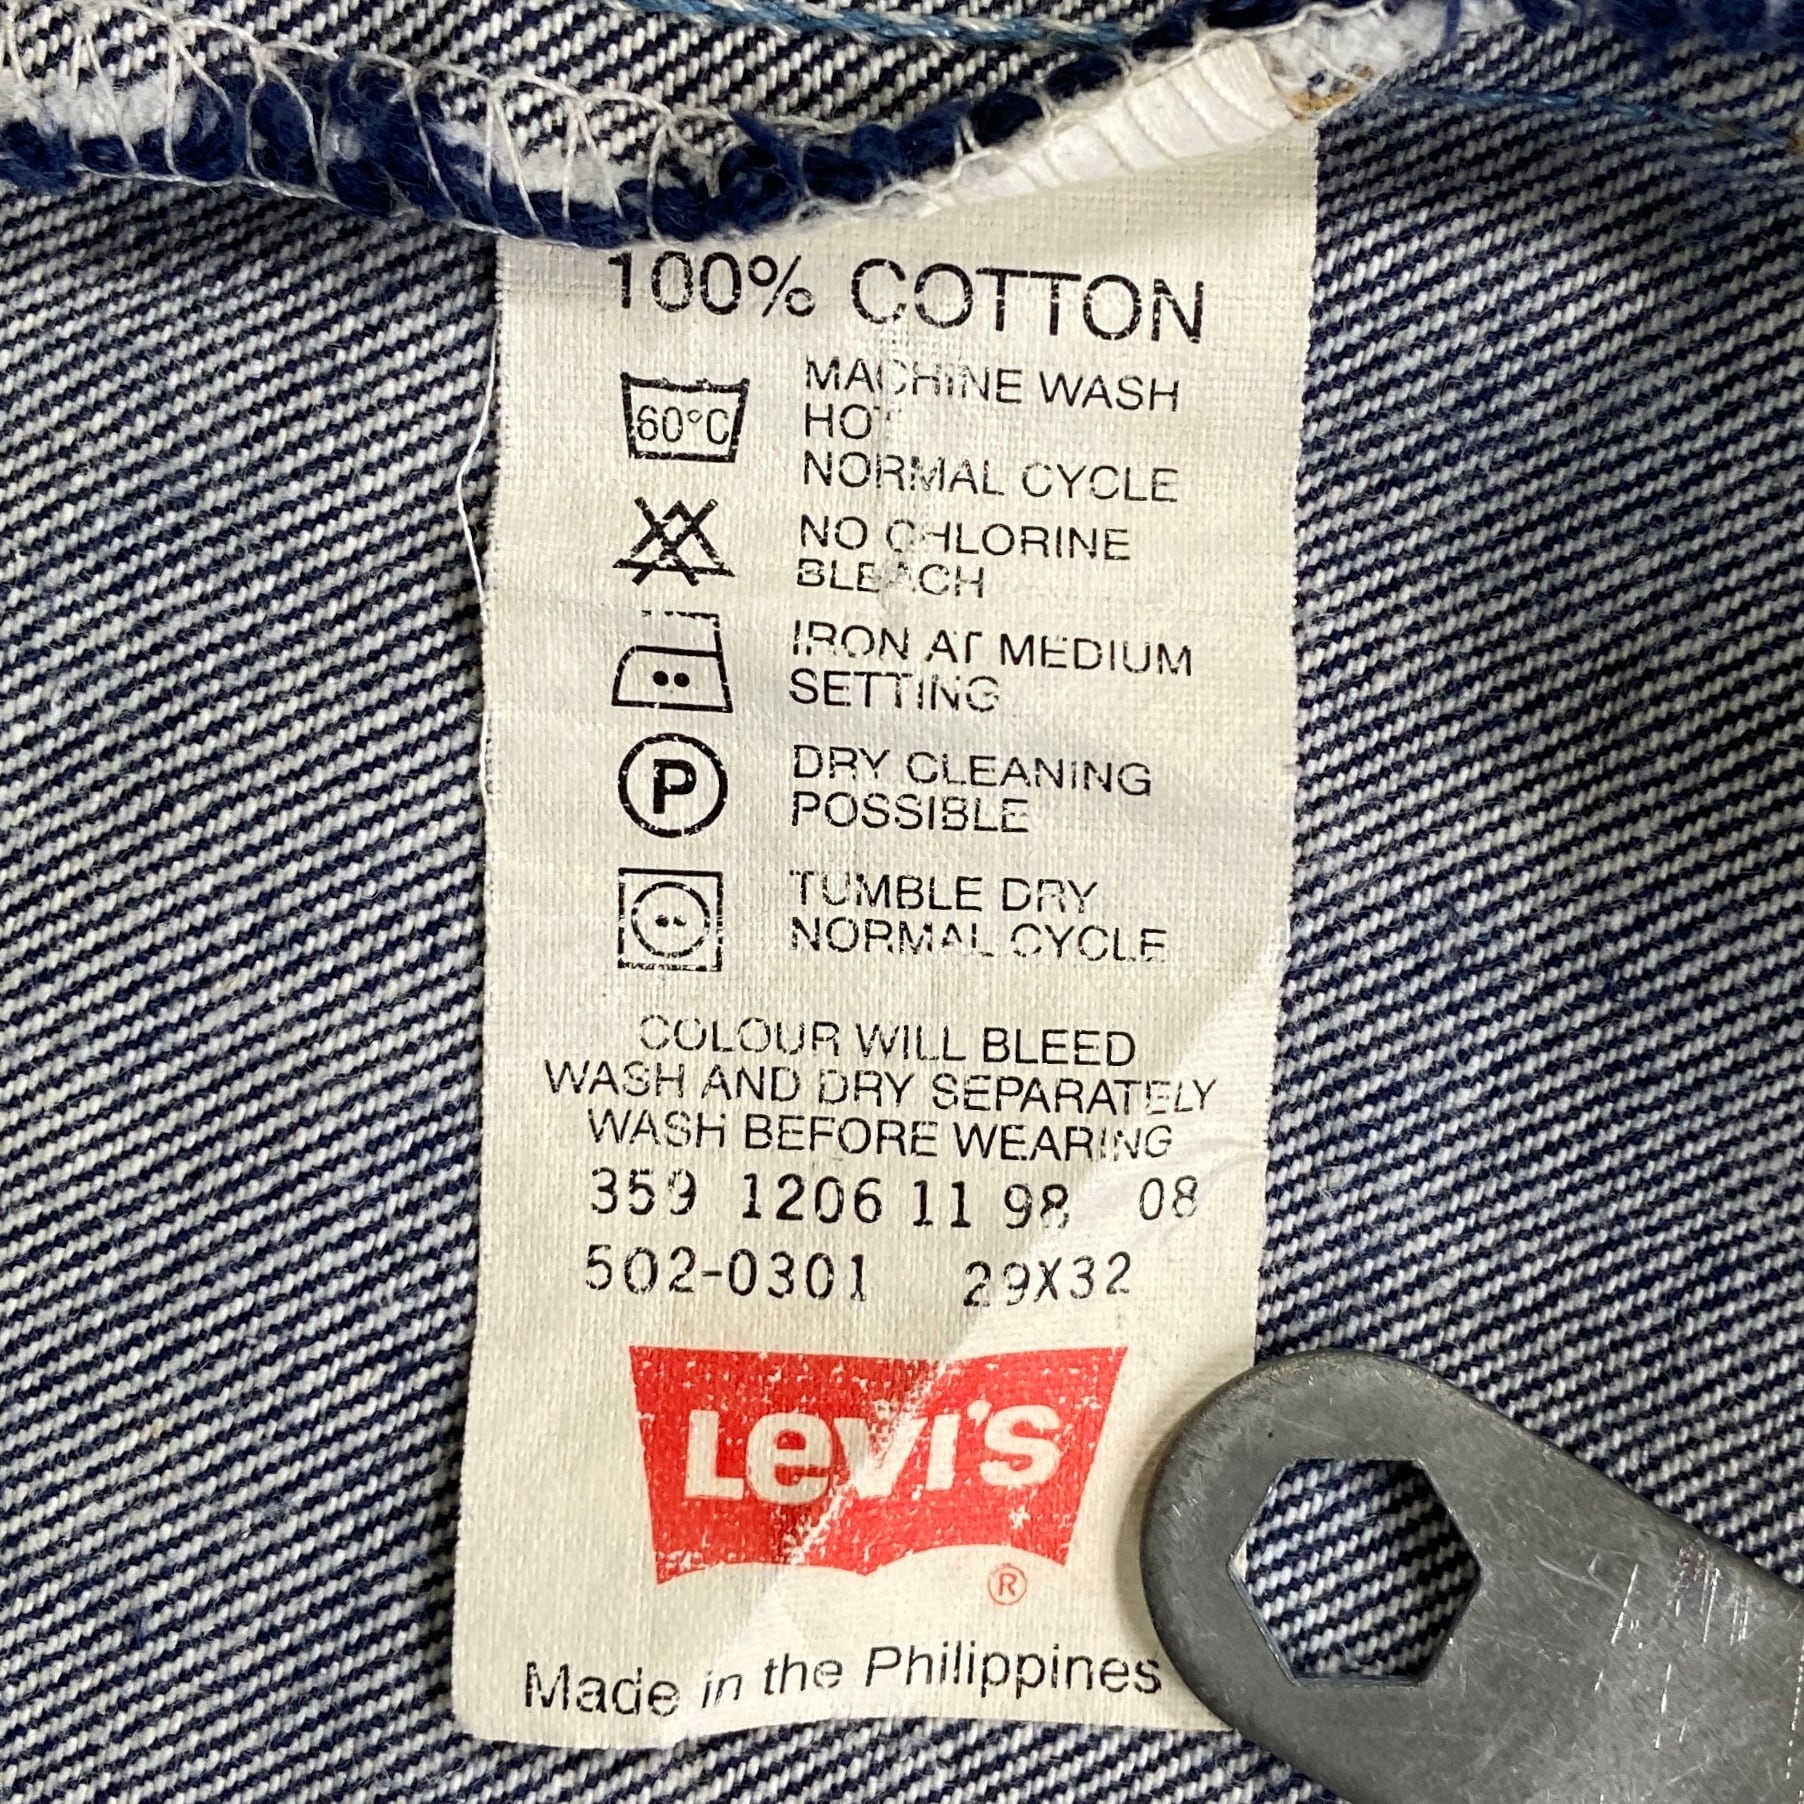 100% COTTON
60°C
MACHINE WASH
HOT
NORMAL CYCLE
NO CHLORINE
BLEACH
IRON AT MEDIUM
SETTING
P
DRY CLEANING
POSSIBLE
TUMBLE DRY
NORMAL CYCLE
COLOUR WILL BLEED
WASH AND DRY SEPARATELY
WASH BEFORE WEARING
359 1206 11 98 08
502-0301 29X32
Levi's
®
Made in the Philippines